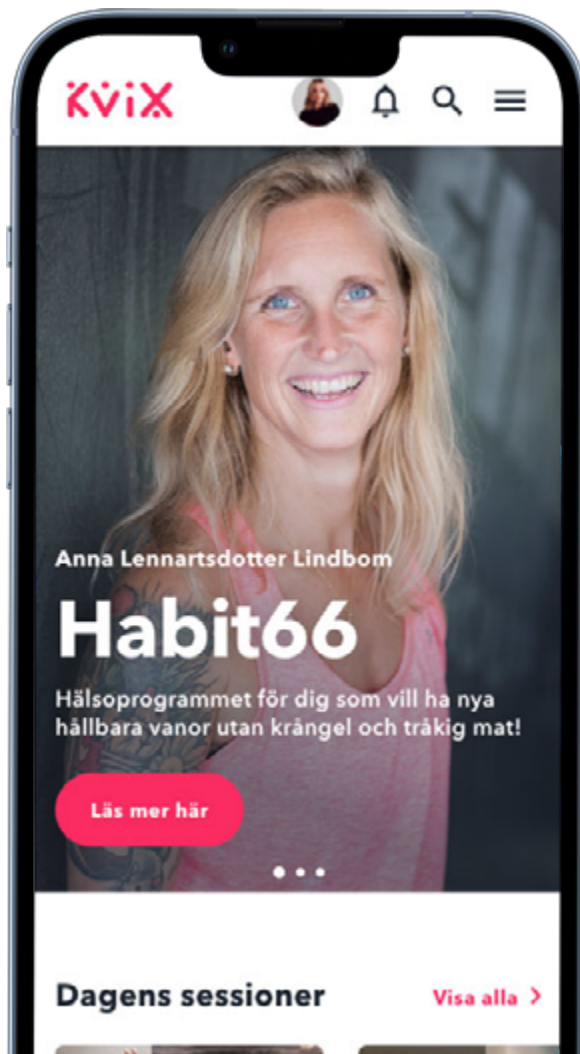 KviX
Anna Lennartsdotter Lindbom
Habit66
Hälsoprogrammet för dig som vill ha nya
hållbara vanor utan krångel och tråkig mat!
Läs mer här
Dagens sessioner
Visa alla